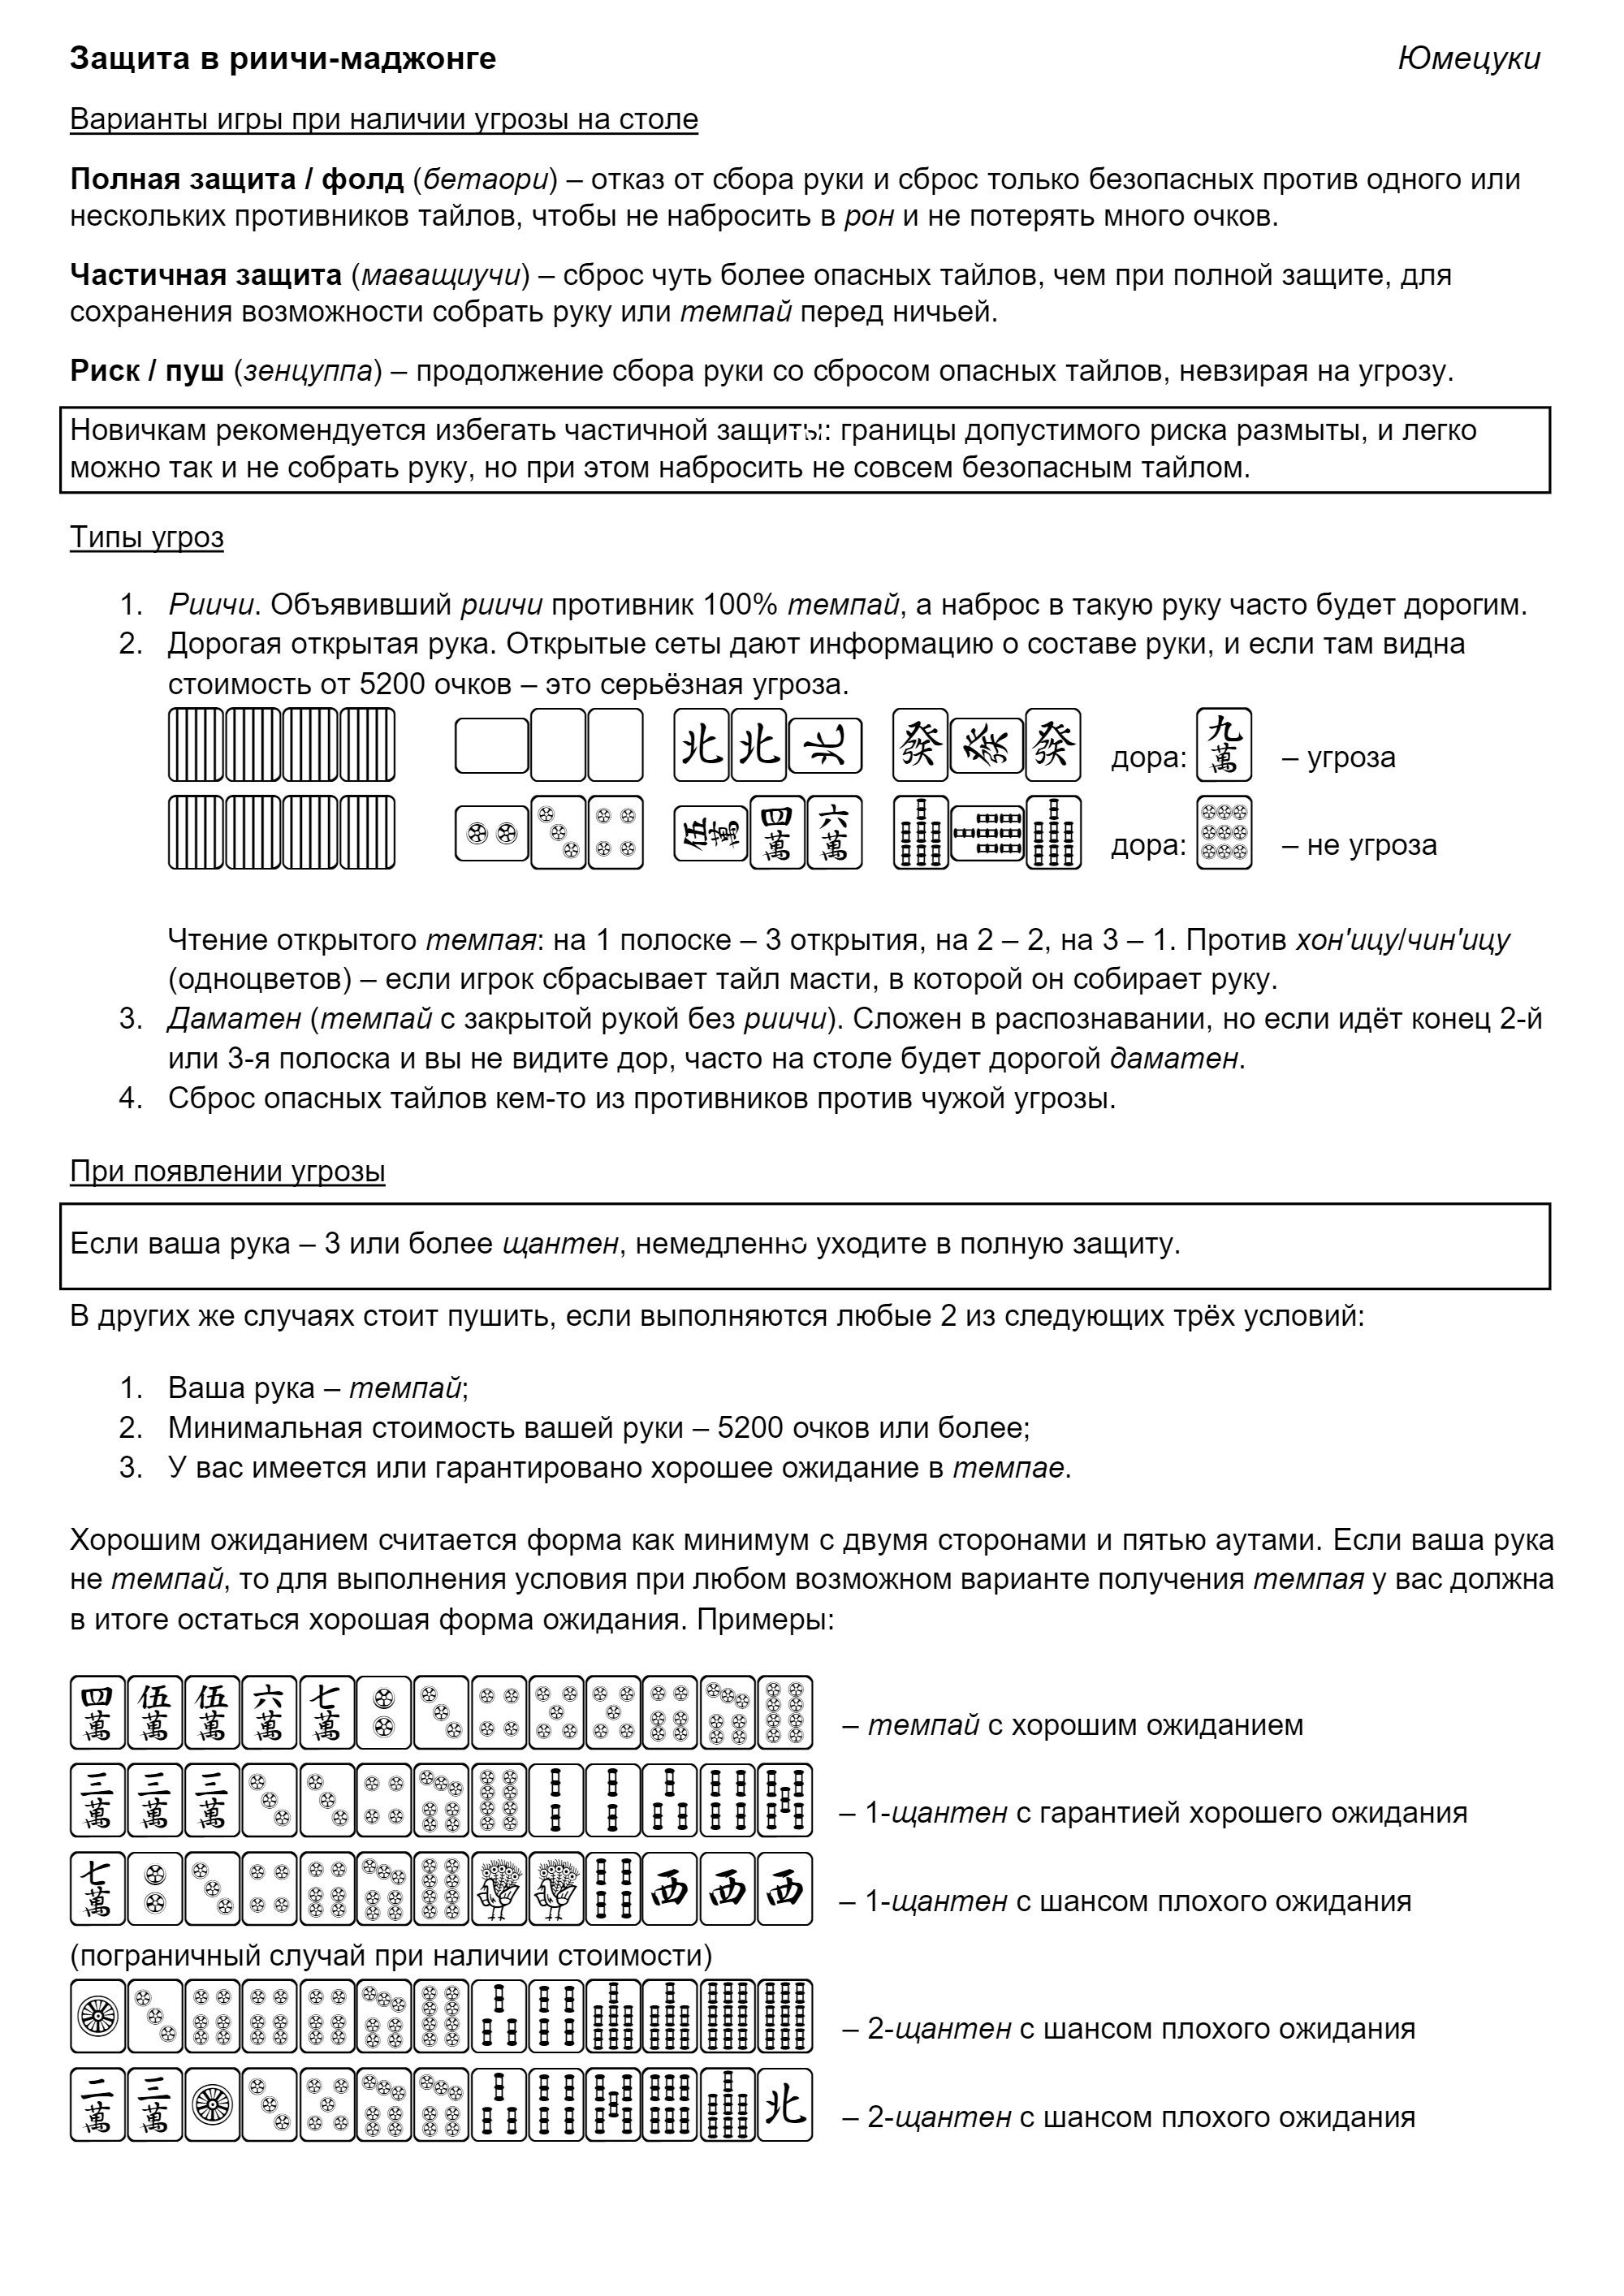 Защита в риичи-маджонге Юмецуки
Варианты игры при наличии угрозы на столе
Полная защита / фолд (бетаори) – отказ от сбора руки и сброс только безопасных против одного или
нескольких противников тайлов, чтобы не набросить в рон и не потерять много очков.
Частичная защита (маващиучи) – сброс чуть более опасных тайлов, чем при полной защите, для
сохранения возможности собрать руку или темпай перед ничьей.
Риск / пуш (зенцуппа) – продолжение сбора руки со сбросом опасных тайлов, невзирая на угрозу.
Новичкам рекомендуется избегать частичной защиты: границы допустимого риска размыты, и легко
можно так и не собрать руку, но при этом набросить не совсем безопасным тайлом.
Типы угроз
1. Риичи. Объявивший риичи противник 100% темпай, а наброс в такую руку часто будет дорогим.
2. Дорогая открытая рука. Открытые сеты дают информацию о составе руки, и если там видна
стоимость от 5200 очков – это серьёзная угроза.
北 北 北 發 發 發 дора: 九萬 – угроза
伍萬 四萬 六萬 дора: – не угроза
Чтение открытого темпая: на 1 полоске – 3 открытия, на 2 – 2, на 3 – 1. Против хон'ицу/чин'ицу
(одноцветов) – если игрок сбрасывает тайл масти, в которой он собирает руку.
3. Даматен (темпай с закрытой рукой без риичи). Сложен в распознавании, но если идёт конец 2-й
или 3-я полоска и вы не видите дор, часто на столе будет дорогой даматен.
4. Сброс опасных тайлов кем-то из противников против чужой угрозы.
При появлении угрозы
Если ваша рука – 3 или более щантен, немедленно уходите в полную защиту.
В других же случаях стоит пушить, если выполняются любые 2 из следующих трёх условий:
1. Ваша рука – темпай;
2. Минимальная стоимость вашей руки – 5200 очков или более;
3. У вас имеется или гарантировано хорошее ожидание в темпае.
Хорошим ожиданием считается форма как минимум с двумя сторонами и пятью аутами. Если ваша рука
не темпай, то для выполнения условия при любом возможном варианте получения темпая у вас должна
в итоге остаться хорошая форма ожидания. Примеры:
四萬 伍萬 伍萬 六萬 七萬 – темпай с хорошим ожиданием
三萬 三萬 三萬 – 1-щантен с гарантией хорошего ожидания
七萬 西 西 西 – 1-щантен с шансом плохого ожидания
(пограничный случай при наличии стоимости)
– 2-щантен с шансом плохого ожидания
二萬 三萬 北 – 2-щантен с шансом плохого ожидания